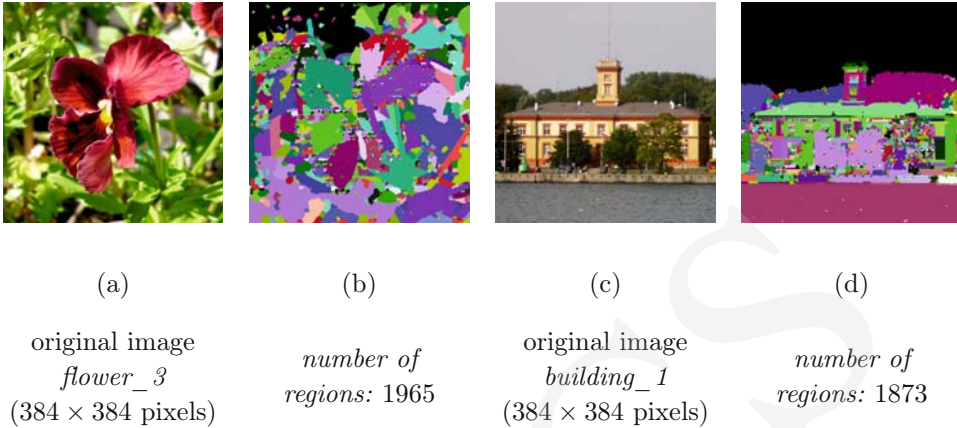 (a)
(b)
(c)
(d)
original image
flower_3
(384 × 384 pixels)
number of
regions: 1965
original image
building_1
(384 × 384 pixels)
number of
regions: 1873
CS